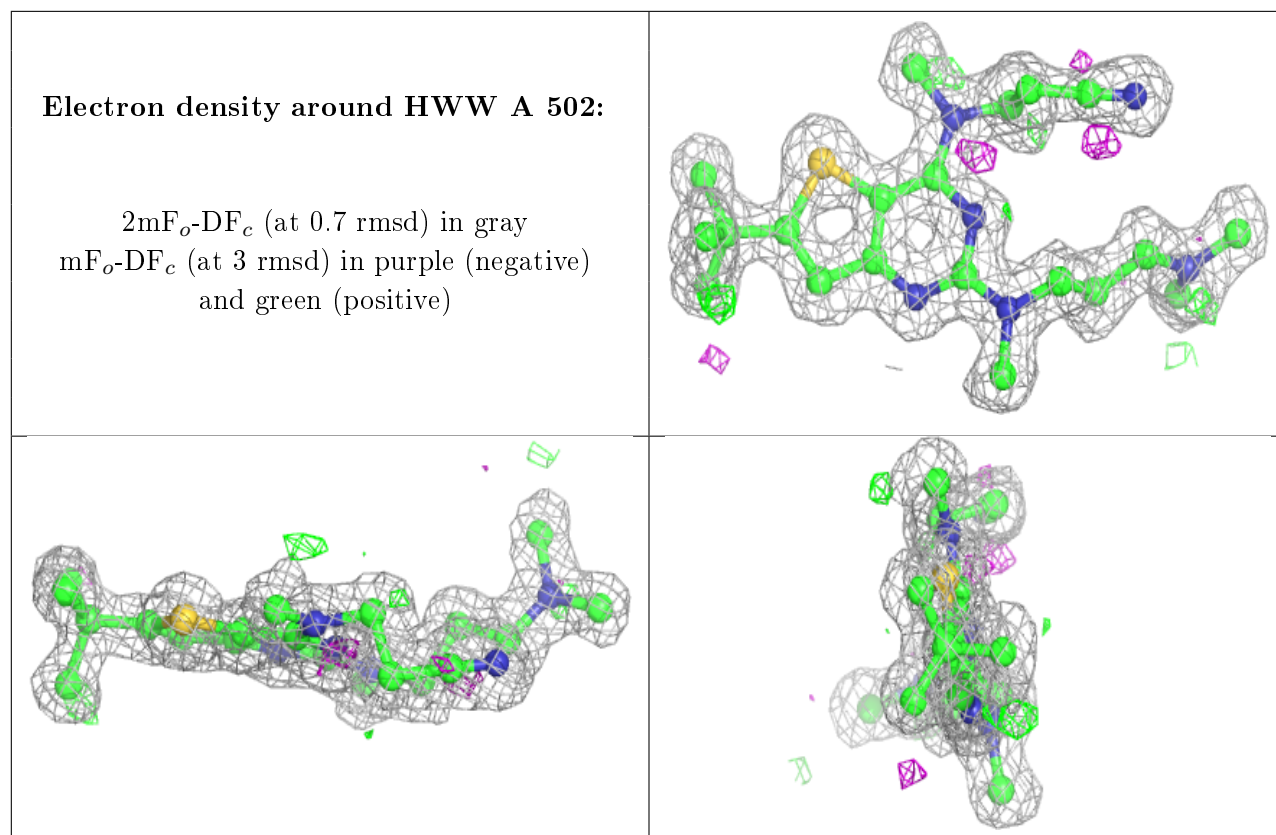 Electron density around HWW A 502:
2mF_o-DF_c (at 0.7 rmsd) in gray
mF_o-DF_c (at 3 rmsd) in purple (negative)
and green (positive)